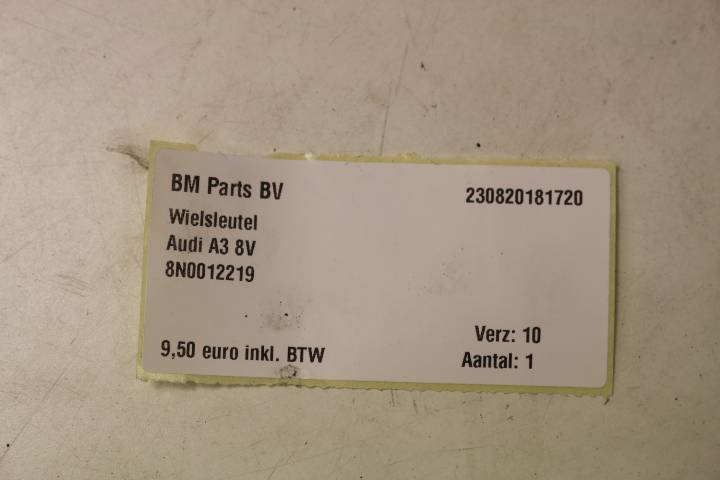 BM Parts BV
230820181720
Wielsleutel
Audi A3 8V
8N0012219
Verz: 10
9,50 euro inkl. BTW
Aantal: 1